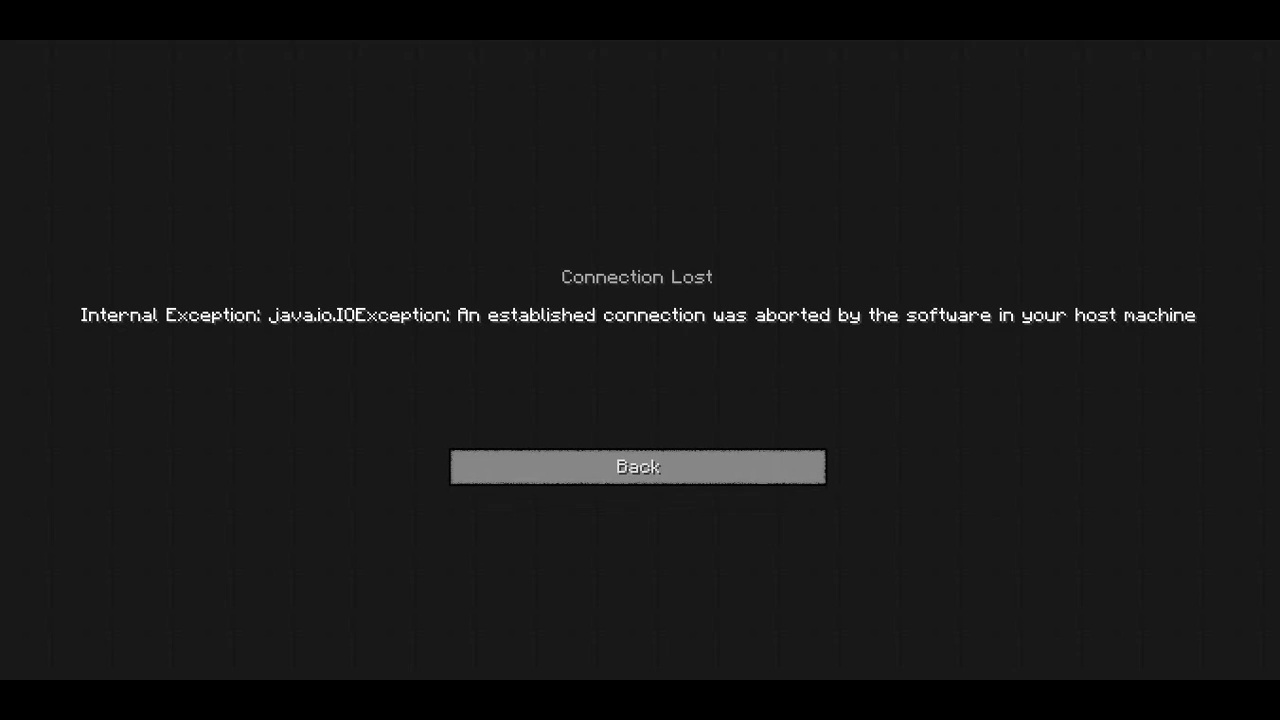 Connection Lost
Internal Exception: java.io.IOException: An established connection was aborted by the software in your host machine
Back